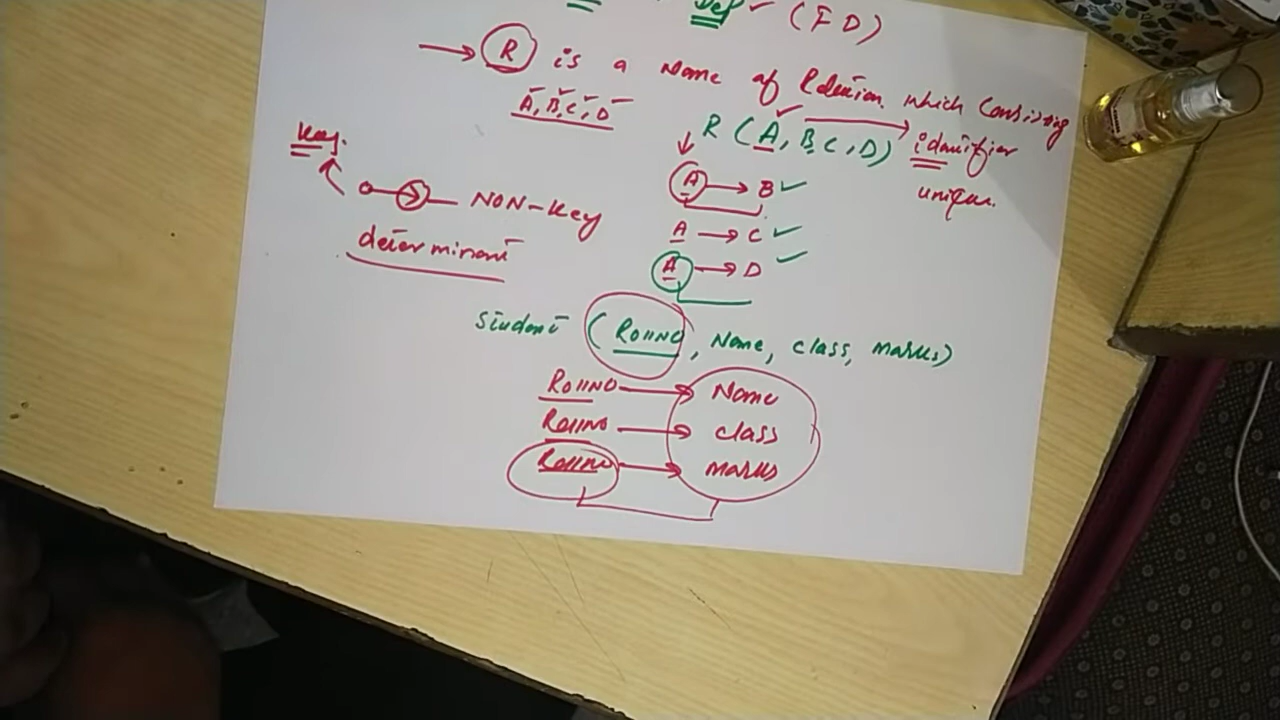 Def (FD)
→ R is a Name of Relation which Consisting
A, B, C, D
R (A, B, C, D) → identifier
unique.
Key.
A → B
NON-Key
A → C
determinant
A → D
Student (RollNO, Name, class, marks)
RollNO → Name
RollNO → class
RollNO → marks